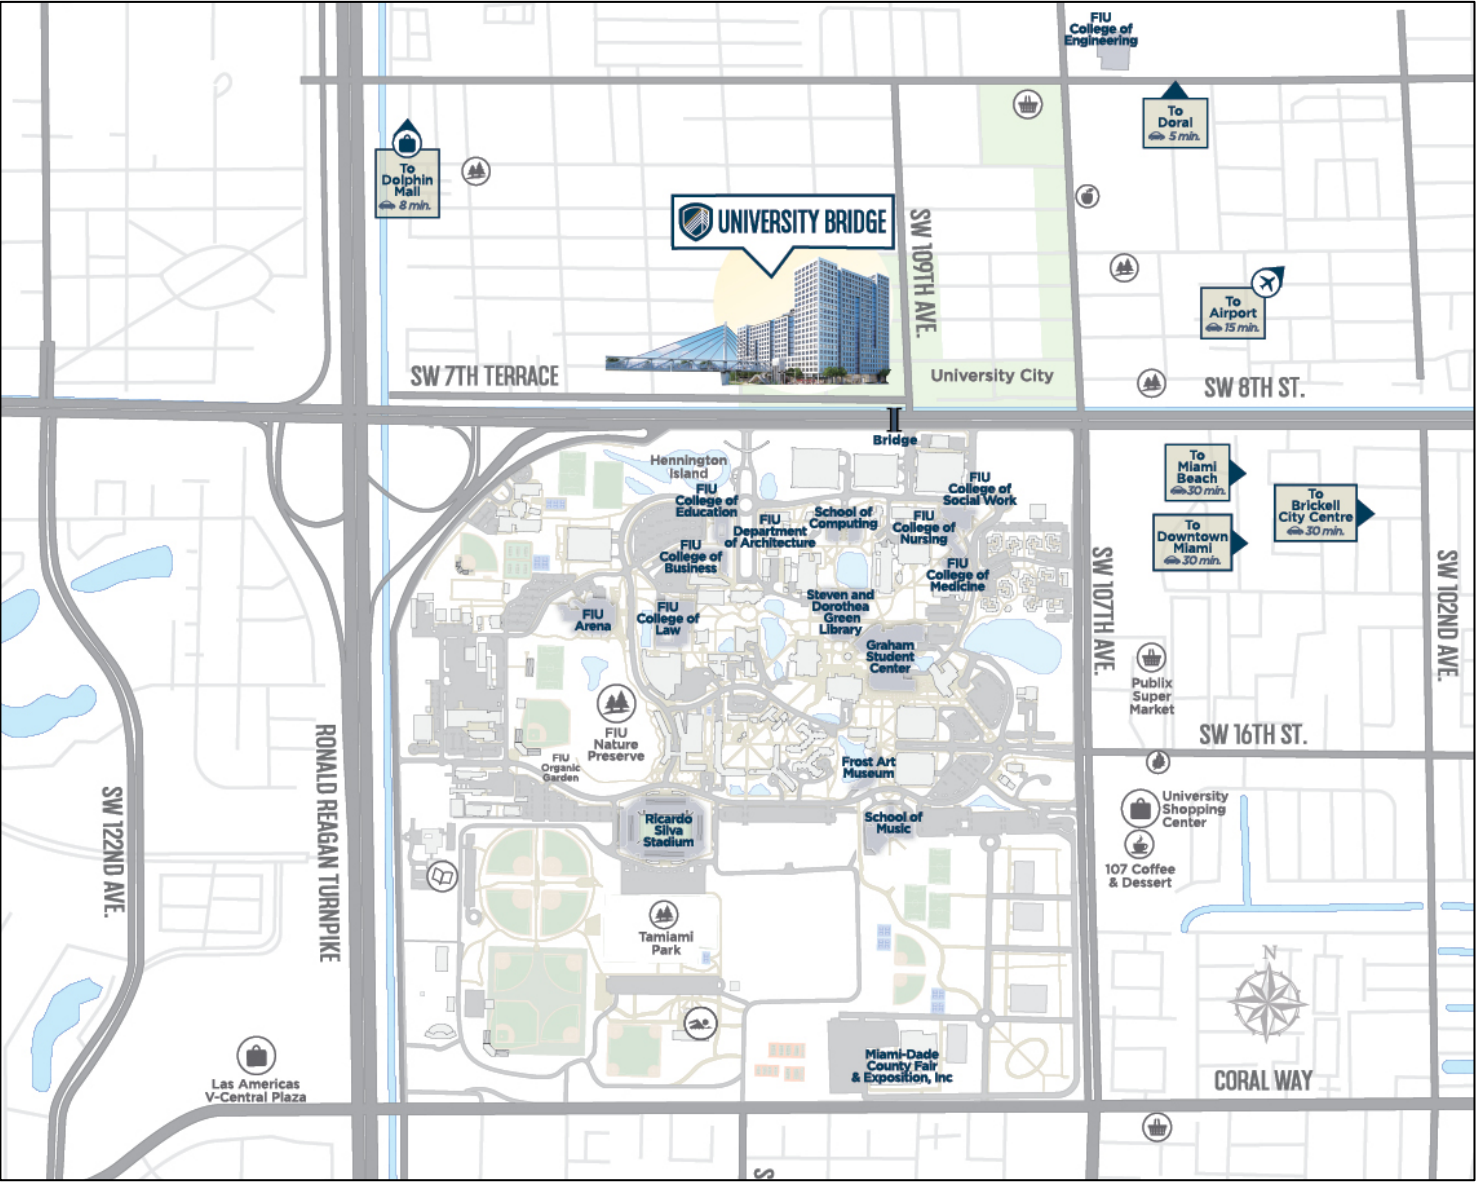 FIU
College of
Engineering
To
Doral
5 min.
To
Dolphin
Mall
8 min.
UNIVERSITY BRIDGE
SW 109TH AVE.
To
Airport
15 min.
SW 7TH TERRACE
University City
SW 8TH ST.
Bridge
Hennington
Island
FIU
College of
Education
FIU
Department
of Architecture
School of
Computing
FIU
College of
Social Work
FIU
College of
Nursing
To
Miami
Beach
30 min.
To
Brickell
City Centre
30 min.
To
Downtown
Miami
30 min.
FIU
College of
Business
FIU
College of
Medicine
SW 107TH AVE.
SW 102ND AVE.
FIU
Arena
FIU
College of
Law
Steven and
Dorothea
Green
Library
Graham
Student
Center
Publix
Super
Market
FIU
Nature
Preserve
FIU
Organic
Garden
SW 16TH ST.
Frost Art
Museum
RONALD REAGAN TURNPIKE
SW 122ND AVE.
Ricardo
Silva
Stadium
School of
Music
University
Shopping
Center
107 Coffee
& Dessert
Tamiami
Park
N
Miami-Dade
County Fair
& Exposition, Inc
Las Americas
V-Central Plaza
CORAL WAY
S